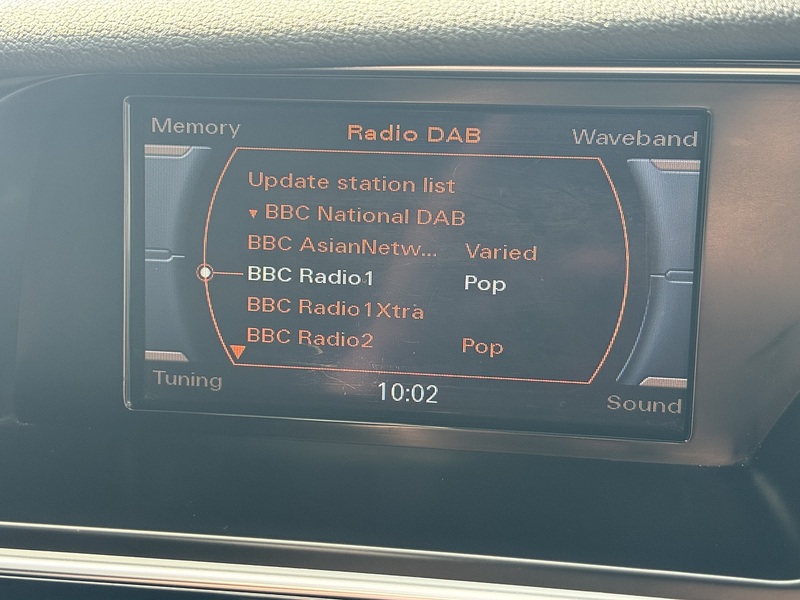 Memory
Radio DAB
Waveband
Update station list
▾ BBC National DAB
BBC AsianNetw... Varied
BBC Radio1 Pop
BBC Radio1Xtra
BBC Radio2 Pop
Tuning
10:02
Sound